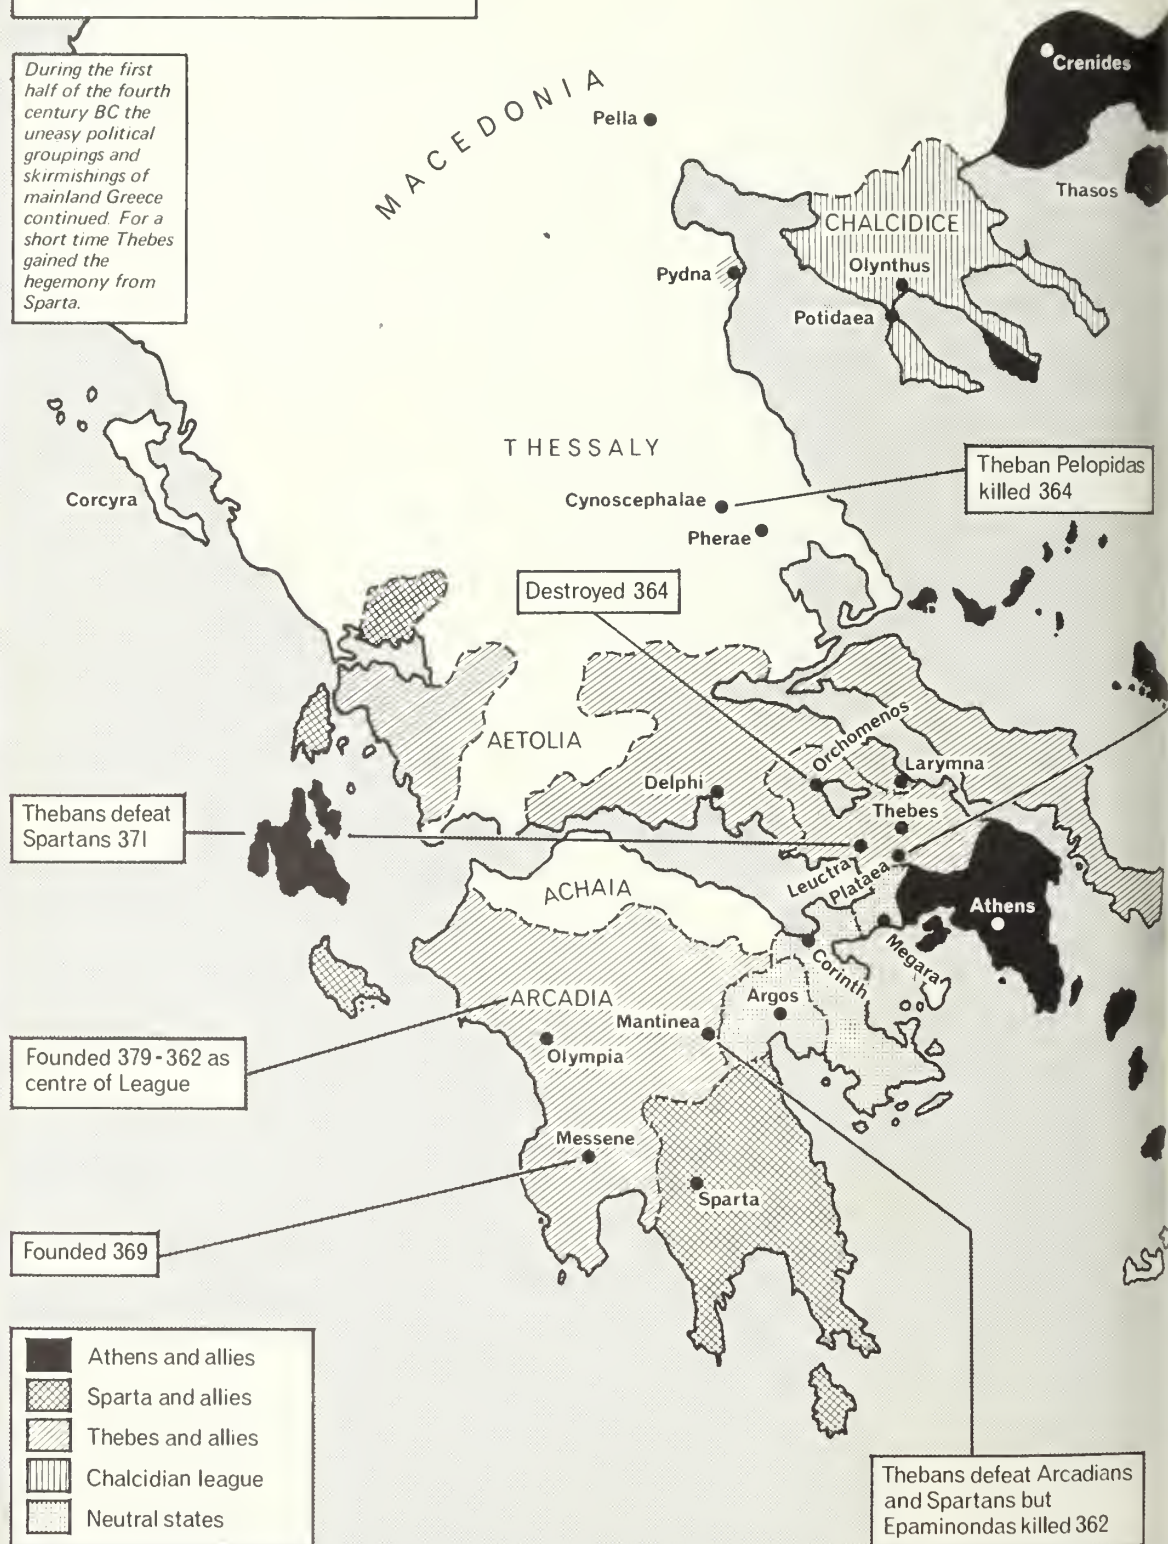 During the first
half of the fourth
century BC the
uneasy political
groupings and
skirmishings of
mainland Greece
continued. For a
short time Thebes
gained the
hegemony from
Sparta.
MACEDONIA
Pella
Crenides
Thasos
CHALCIDICE
Olynthus
Pydna
Potidaea
THESSALY
Theban Pelopidas
killed 364
Cynoscephalae
Corcyra
Pherae
Destroyed 364
AETOLIA
Orchomenos
Larymna
Delphi
Thebes
Thebans defeat
Spartans 371
Leuctra
Plataea
ACHAIA
Athens
Megara
Corinth
ARCADIA
Argos
Mantinea
Olympia
Founded 379-362 as
centre of League
Messene
Sparta
Founded 369
Athens and allies
Sparta and allies
Thebes and allies
Chalcidian league
Neutral states
Thebans defeat Arcadians
and Spartans but
Epaminondas killed 362